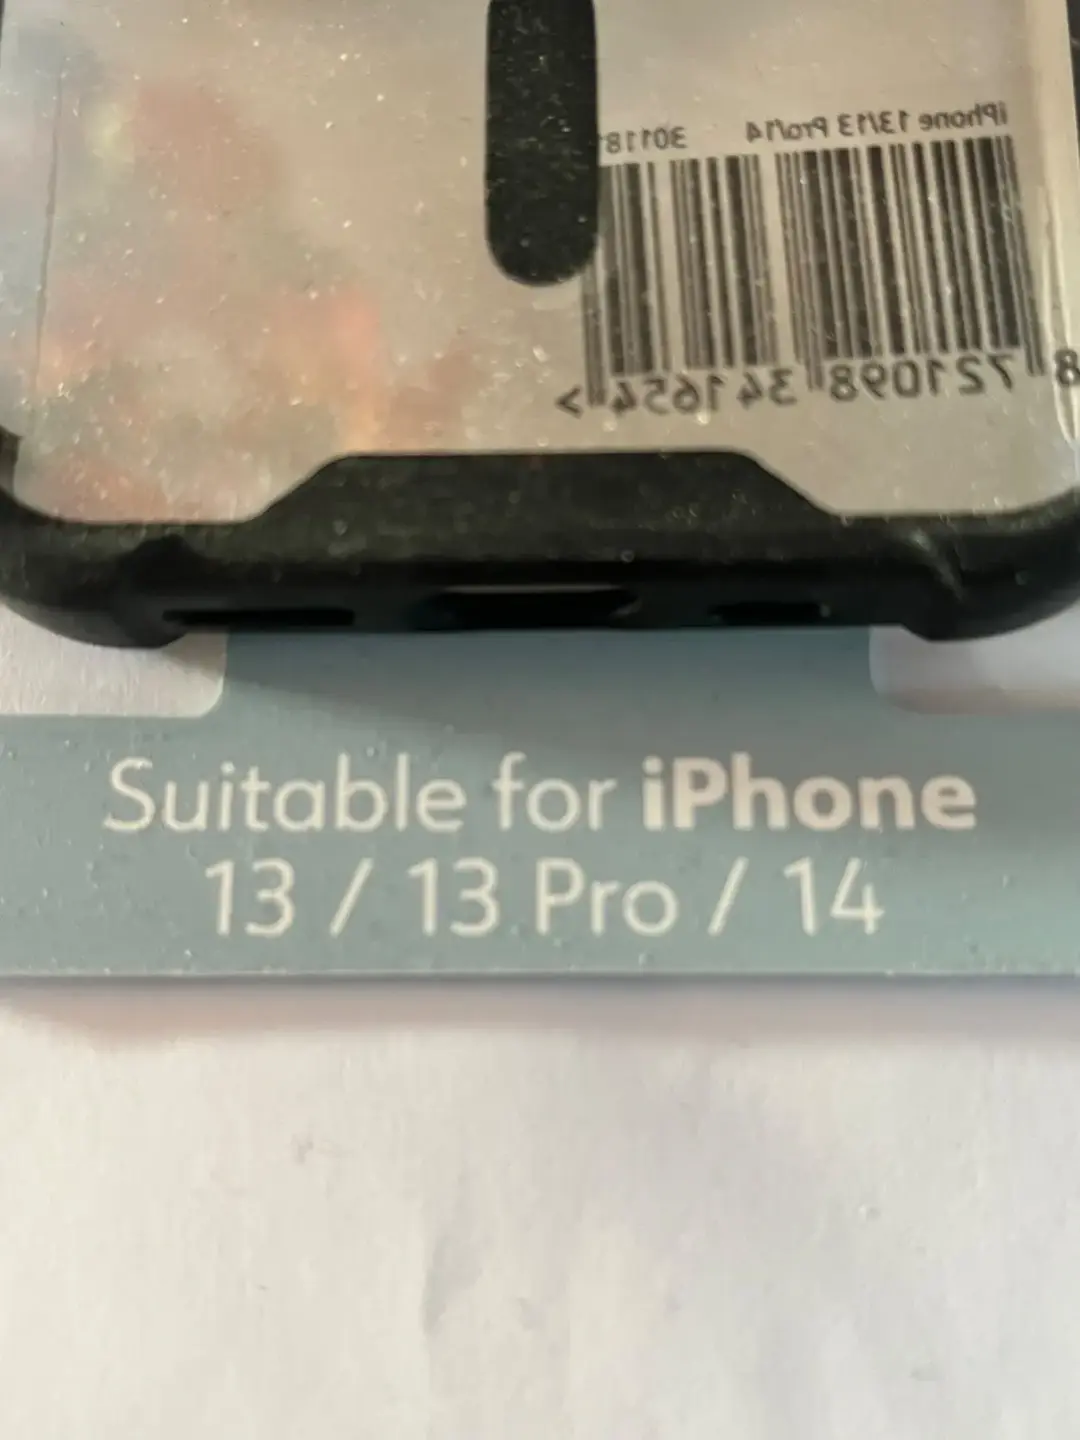 iPhone 13/13 Pro/14 30118
8 721098 341654 >
Suitable for iPhone
13 / 13 Pro / 14